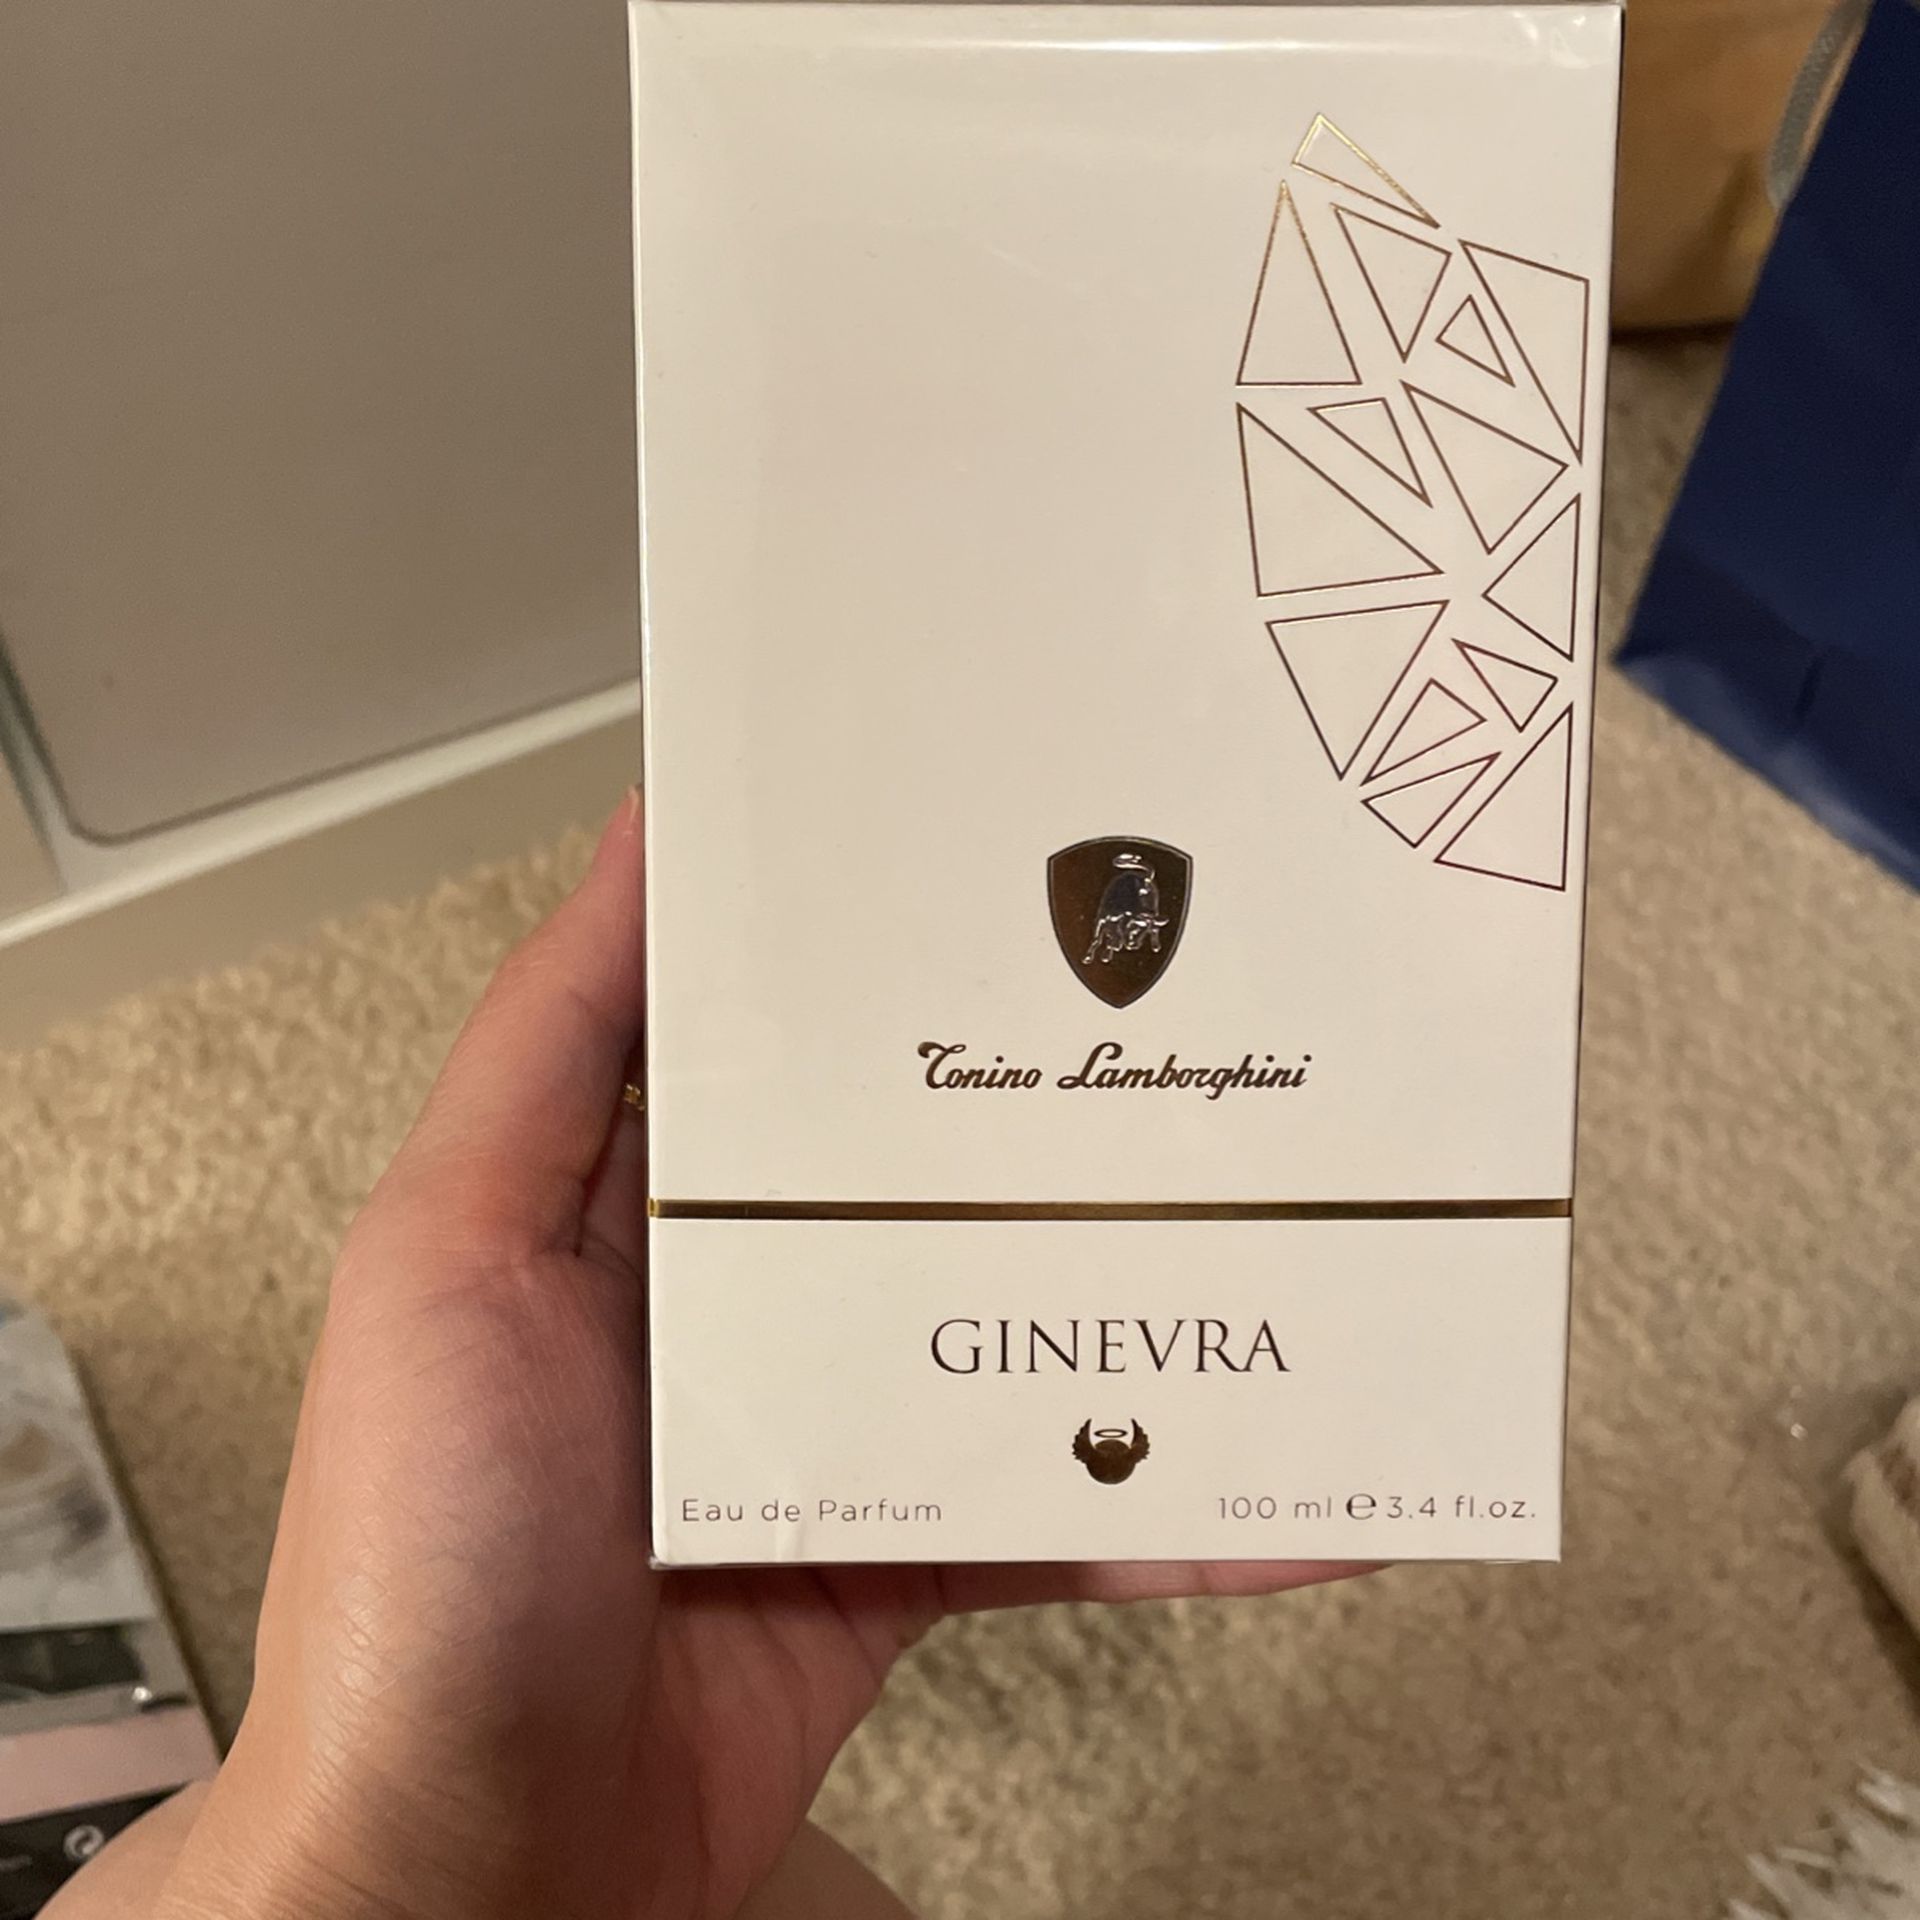 Tonino Lamborghini
GINEVRA
Eau de Parfum
100 ml ℮ 3.4 fl.oz.